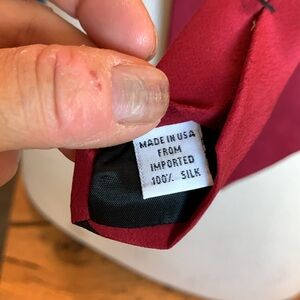 MADE IN USA
FROM
IMPORTED
100% SILK